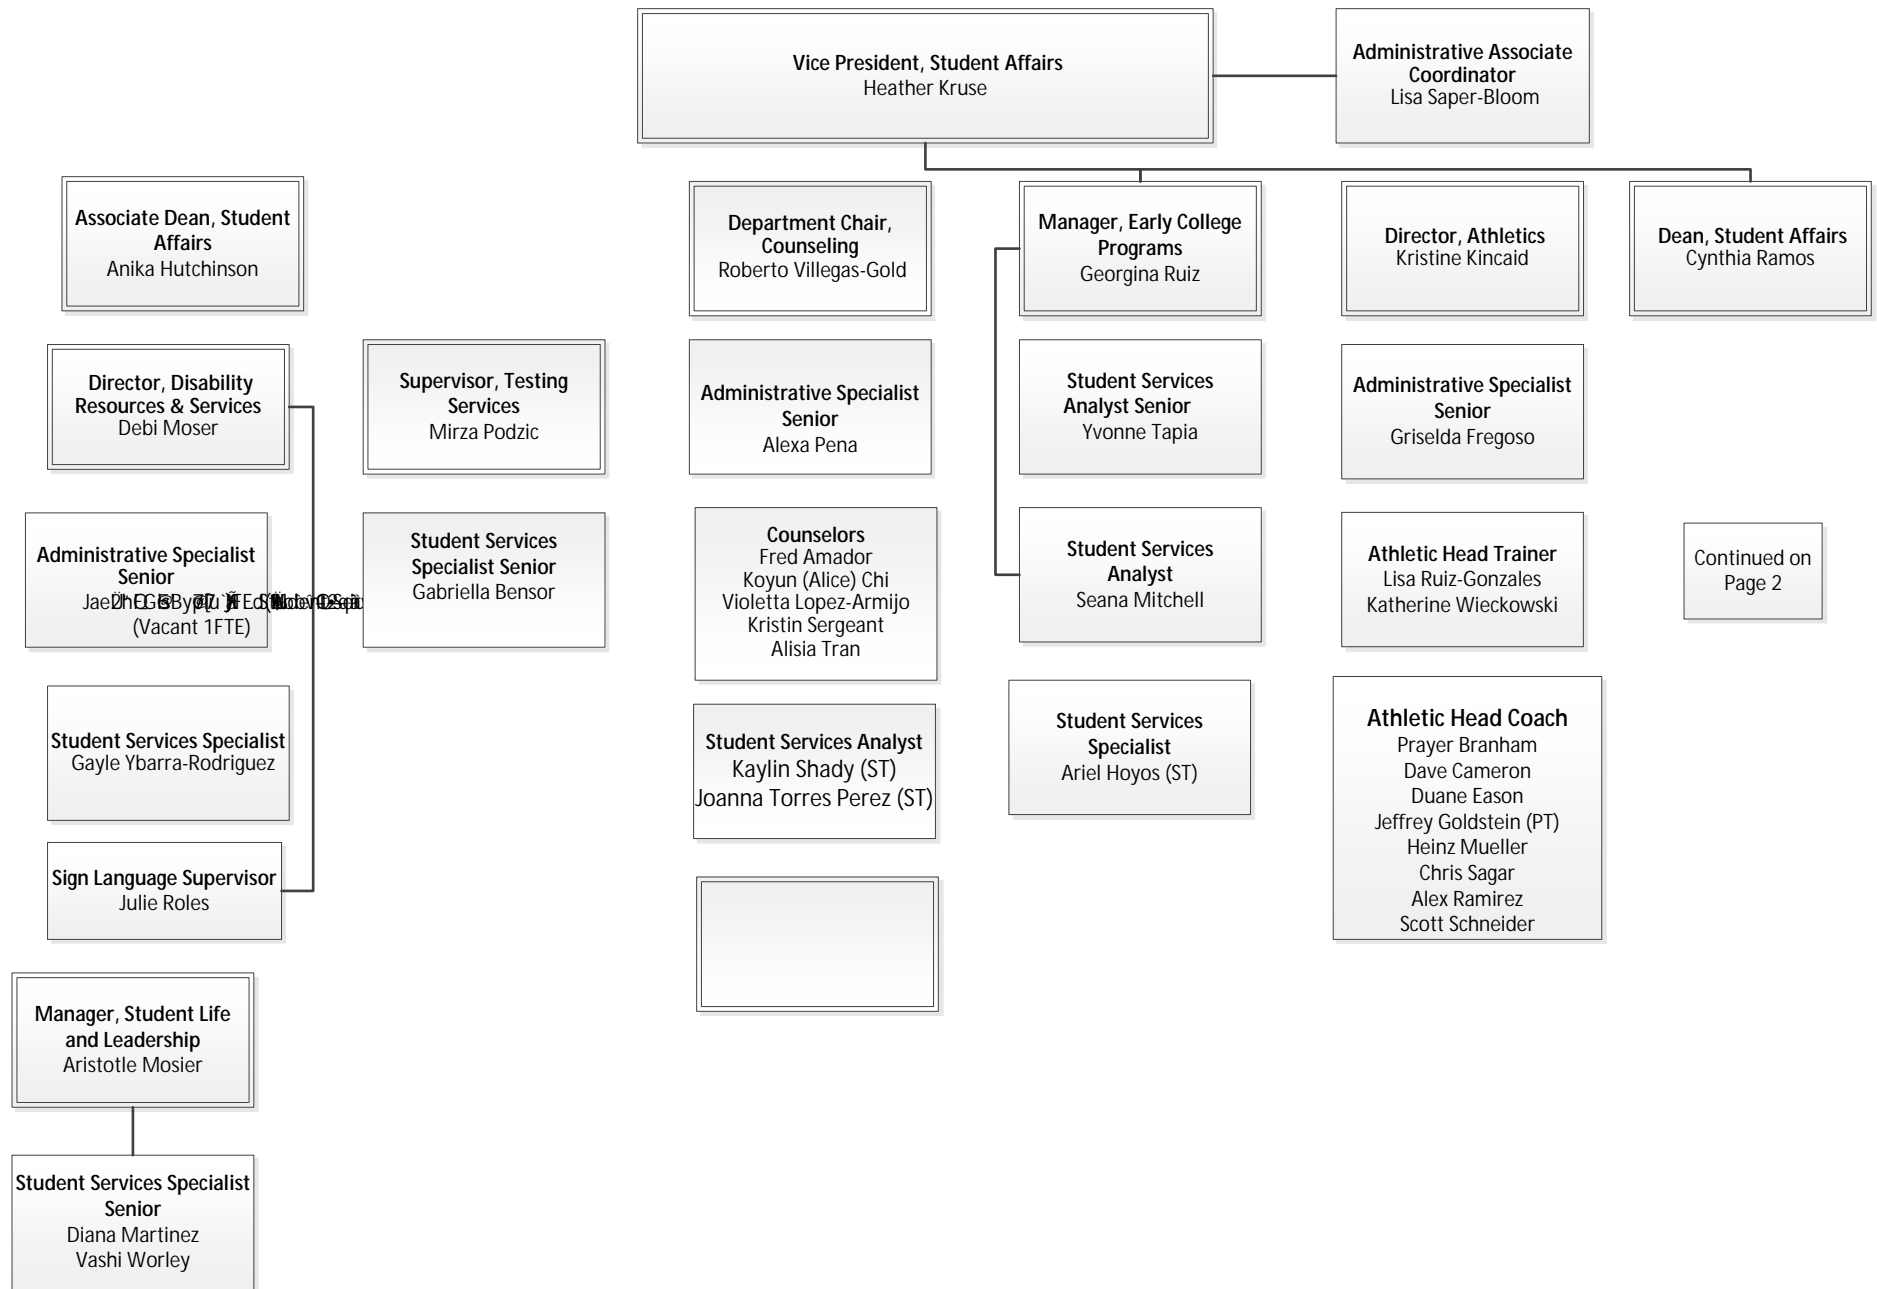 Vice President, Student Affairs
Heather Kruse
Administrative Associate
Coordinator
Lisa Saper-Bloom
Associate Dean, Student
Affairs
Anika Hutchinson
Department Chair,
Counseling
Roberto Villegas-Gold
Manager, Early College
Programs
Georgina Ruiz
Director, Athletics
Kristine Kincaid
Dean, Student Affairs
Cynthia Ramos
Director, Disability
Resources & Services
Debi Moser
Supervisor, Testing
Services
Mirza Podzic
Administrative Specialist
Senior
Alexa Pena
Student Services
Analyst Senior
Yvonne Tapia
Administrative Specialist
Senior
Griselda Fregoso
Administrative Specialist
Senior
(Vacant 1FTE)
Student Services
Specialist Senior
Gabriella Bensor
Counselors
Fred Amador
Koyun (Alice) Chi
Violetta Lopez-Armijo
Kristin Sergeant
Alisia Tran
Student Services
Analyst
Seana Mitchell
Athletic Head Trainer
Lisa Ruiz-Gonzales
Katherine Wieckowski
Continued on
Page 2
Student Services Specialist
Gayle Ybarra-Rodriguez
Student Services Analyst
Kaylin Shady (ST)
Joanna Torres Perez (ST)
Student Services
Specialist
Ariel Hoyos (ST)
Athletic Head Coach
Prayer Branham
Dave Cameron
Duane Eason
Jeffrey Goldstein (PT)
Heinz Mueller
Chris Sagar
Alex Ramirez
Scott Schneider
Sign Language Supervisor
Julie Roles
Manager, Student Life
and Leadership
Aristotle Mosier
Student Services Specialist
Senior
Diana Martinez
Vashi Worley